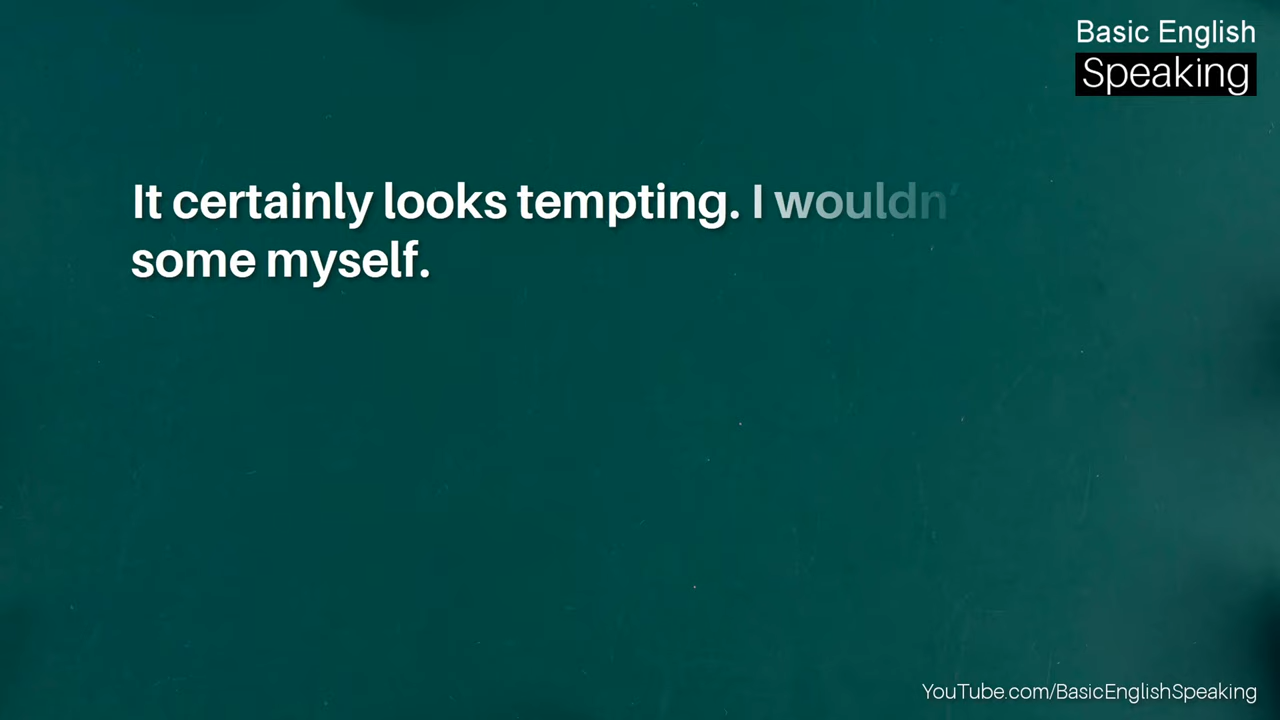 Basic English
Speaking
It certainly looks tempting. I wouldn'
some myself.
YouTube.com/BasicEnglishSpeaking